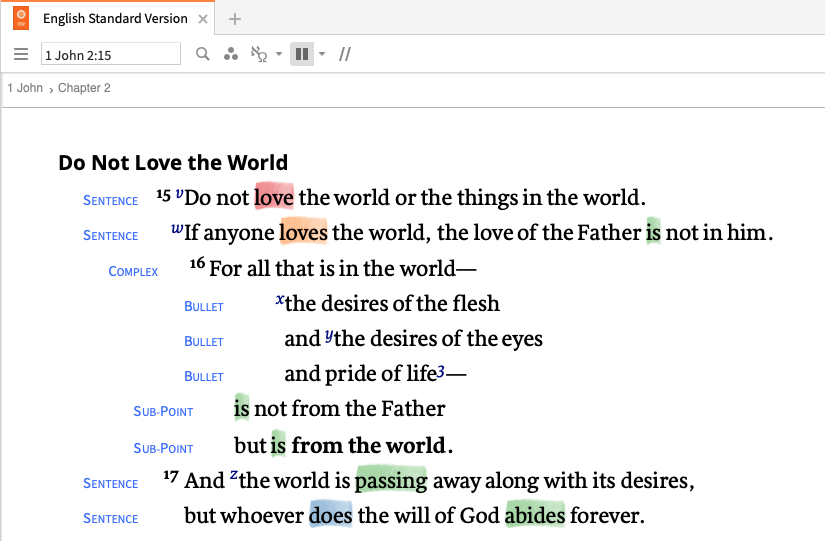 English Standard Version
1 John 2:15
1 John › Chapter 2
Do Not Love the World
SENTENCE 15 v Do not love the world or the things in the world.
SENTENCE w If anyone loves the world, the love of the Father is not in him.
COMPLEX 16 For all that is in the world—
BULLET x the desires of the flesh
BULLET and y the desires of the eyes
BULLET and pride of life3—
SUB-POINT is not from the Father
SUB-POINT but is from the world.
SENTENCE 17 And z the world is passing away along with its desires,
SENTENCE but whoever does the will of God abides forever.